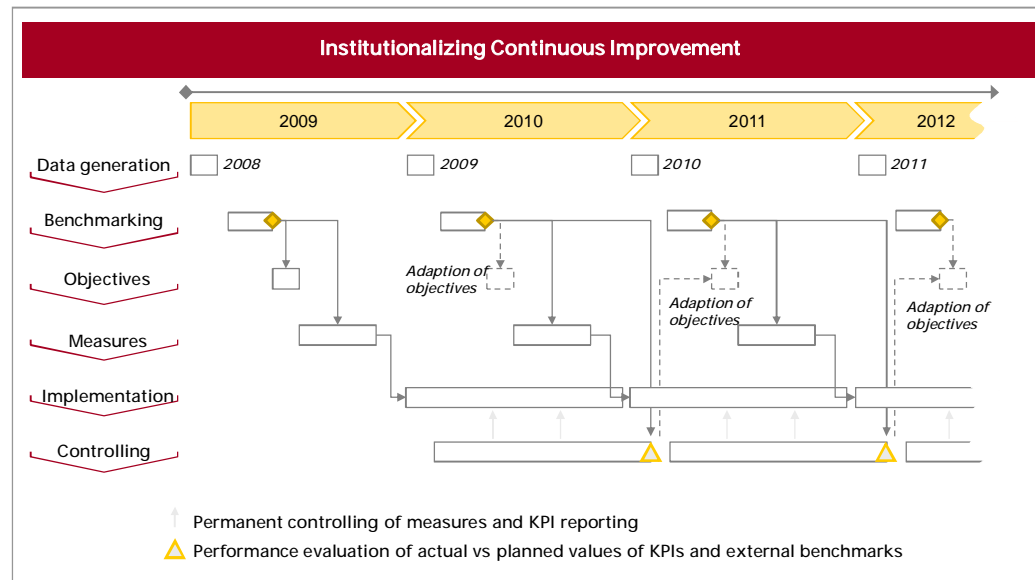 Institutionalizing Continuous Improvement
2009 2010 2011 2012
Data generation 2008 2009 2010 2011
Benchmarking
Objectives
Adaption of objectives
Adaption of objectives
Adaption of objectives
Measures
Implementation
Controlling
Permanent controlling of measures and KPI reporting
Performance evaluation of actual vs planned values of KPIs and external benchmarks